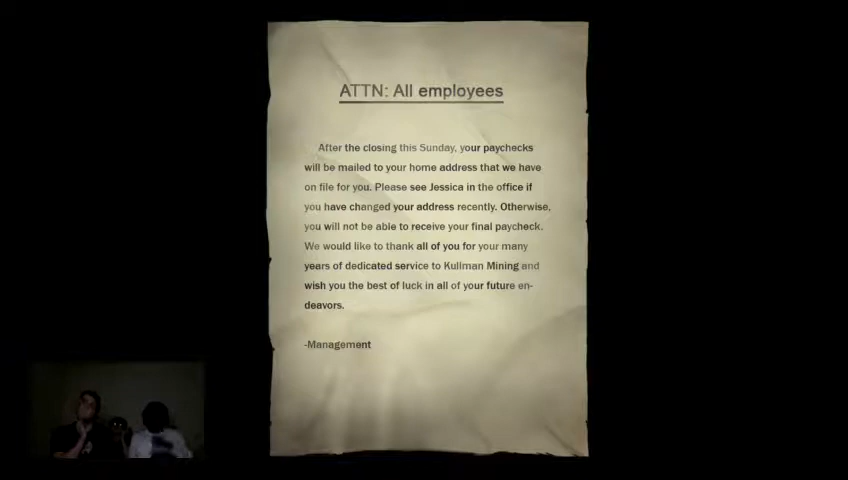 ATTN: All employees
After the closing this Sunday, your paychecks
will be mailed to your home address that we have
on file for you. Please see Jessica in the office if
you have changed your address recently. Otherwise,
you will not be able to receive your final paycheck.
We would like to thank all of you for your many
years of dedicated service to Kullman Mining and
wish you the best of luck in all of your future en-
deavors.
-Management